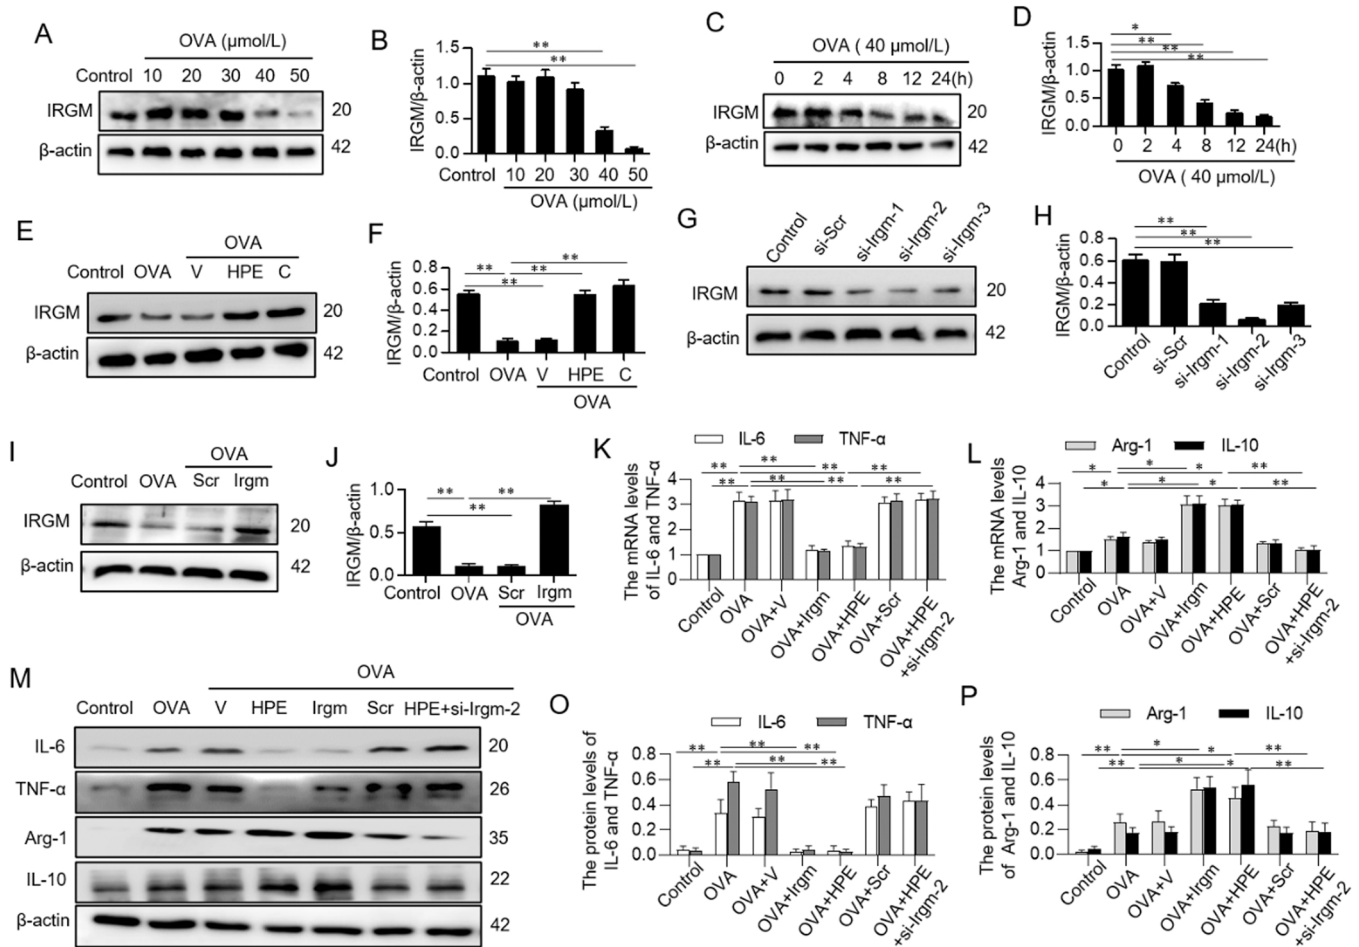 A
OVA (μmol/L)
Control 10 20 30 40 50
IRGM 20
β-actin 42
B
IRGM/β-actin
1.5
1.0
0.5
0.0
** 
**
Control 10 20 30 40 50
OVA (μmol/L)
C
OVA ( 40 μmol/L)
0 2 4 8 12 24(h)
IRGM 20
β-actin 42
D
IRGM/β-actin
1.5
1.0
0.5
0.0
*
**
**
**
0 2 4 8 12 24(h)
OVA ( 40 μmol/L)
E
OVA
Control OVA V HPE C
IRGM 20
β-actin 42
F
IRGM/β-actin
0.8
0.6
0.4
0.2
0.0
**
** **
**
Control OVA V HPE C
OVA
G
Control si-Scr si-Irgm-1 si-Irgm-2 si-Irgm-3
IRGM 20
β-actin 42
H
IRGM/β-actin
0.8
0.6
0.4
0.2
0.0
**
**
**
Control si-Scr si-Irgm-1 si-Irgm-2 si-Irgm-3
I
OVA
Control OVA Scr Irgm
IRGM 20
β-actin 42
J
IRGM/β-actin
1.0
0.5
0.0
** **
**
Control OVA Scr Irgm
OVA
K
IL-6 TNF-α
The mRNA levels
of IL-6 and TNF-α
4
3
2
1
0
** ** ** **
** ** ** **
Control OVA OVA+V OVA+Irgm OVA+HPE OVA+Scr OVA+HPE
+si-Irgm-2
L
Arg-1 IL-10
The mRNA levels
Arg-1 and IL-10
4
3
2
1
0
* * * **
* * * **
Control OVA OVA+V OVA+Irgm OVA+HPE OVA+Scr OVA+HPE
+si-Irgm-2
M
OVA
Control OVA V HPE Irgm Scr HPE+si-Irgm-2
IL-6 20
TNF-α 26
Arg-1 35
IL-10 22
β-actin 42
O
IL-6 TNF-α
The protein levels of
IL-6 and TNF-α
0.8
0.6
0.4
0.2
0.0
** ** **
** ** **
Control OVA OVA+V OVA+Irgm OVA+HPE OVA+Scr OVA+HPE
+si-Irgm-2
P
Arg-1 IL-10
The protein levels
of Arg-1 and IL-10
0.8
0.6
0.4
0.2
0.0
** * * **
** * * **
Control OVA OVA+V OVA+Irgm OVA+HPE OVA+Scr OVA+HPE
+si-Irgm-2